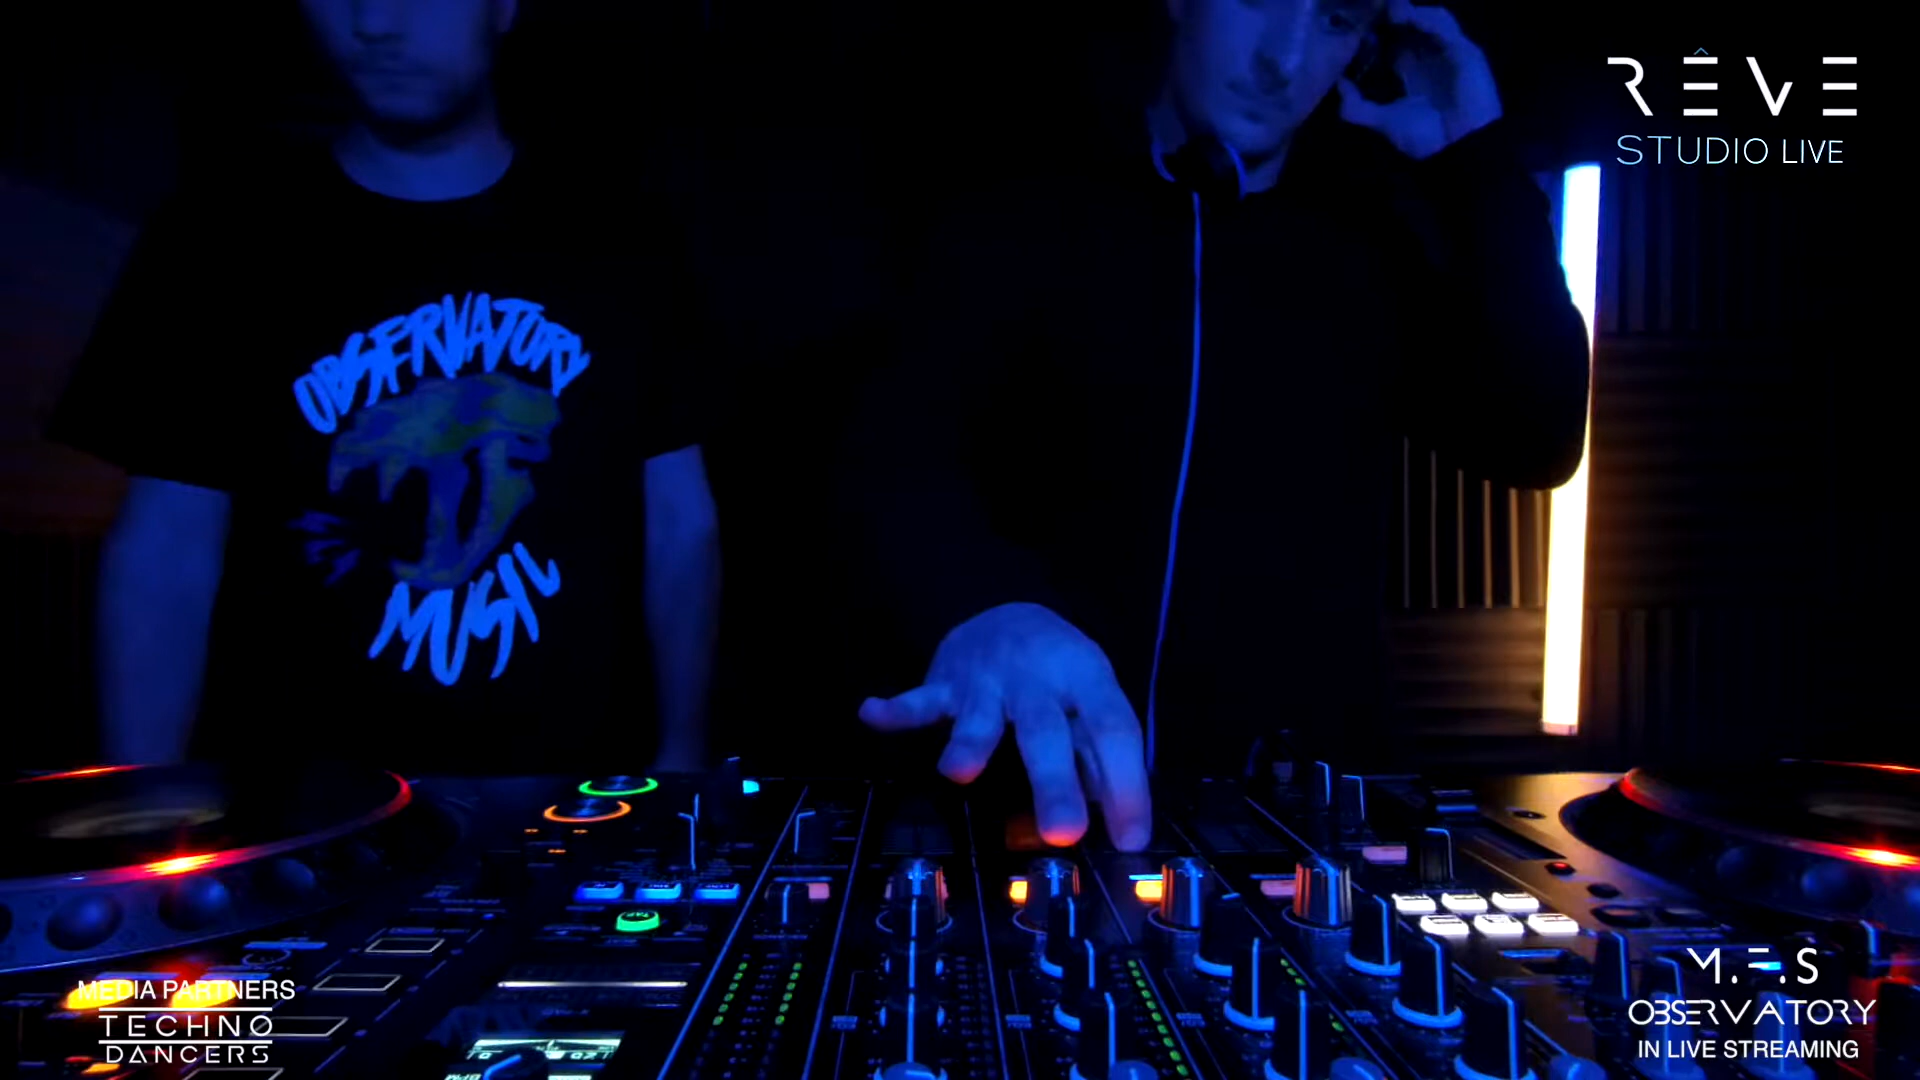 RÊVE
STUDIO LIVE
OBSERVATORY
MUSIC
MEDIA PARTNERS
TECHNO
DANCERS
M.E.S
OBSERVATORY
IN LIVE STREAMING